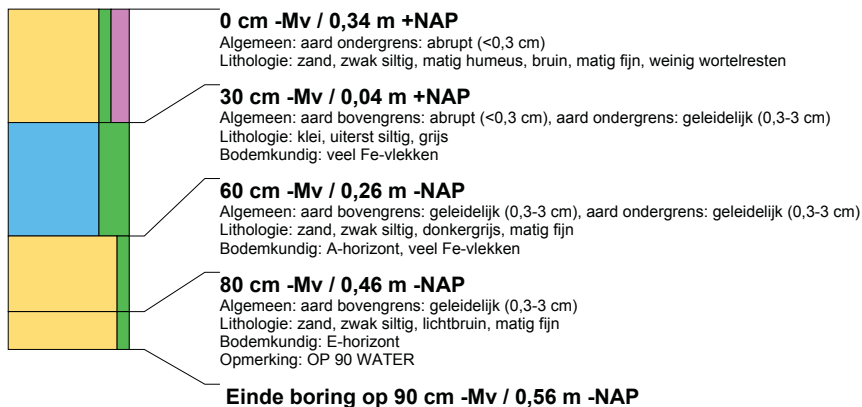 0 cm -Mv / 0,34 m +NAP
Algemeen: aard ondergrens: abrupt (<0,3 cm)
Lithologie: zand, zwak siltig, matig humeus, bruin, matig fijn, weinig wortelresten
30 cm -Mv / 0,04 m +NAP
Algemeen: aard bovengrens: abrupt (<0,3 cm), aard ondergrens: geleidelijk (0,3-3 cm)
Lithologie: klei, uiterst siltig, grijs
Bodemkundig: veel Fe-vlekken
60 cm -Mv / 0,26 m -NAP
Algemeen: aard bovengrens: geleidelijk (0,3-3 cm), aard ondergrens: geleidelijk (0,3-3 cm)
Lithologie: zand, zwak siltig, donkergrijs, matig fijn
Bodemkundig: A-horizont, veel Fe-vlekken
80 cm -Mv / 0,46 m -NAP
Algemeen: aard bovengrens: geleidelijk (0,3-3 cm)
Lithologie: zand, zwak siltig, lichtbruin, matig fijn
Bodemkundig: E-horizont
Opmerking: OP 90 WATER
Einde boring op 90 cm -Mv / 0,56 m -NAP